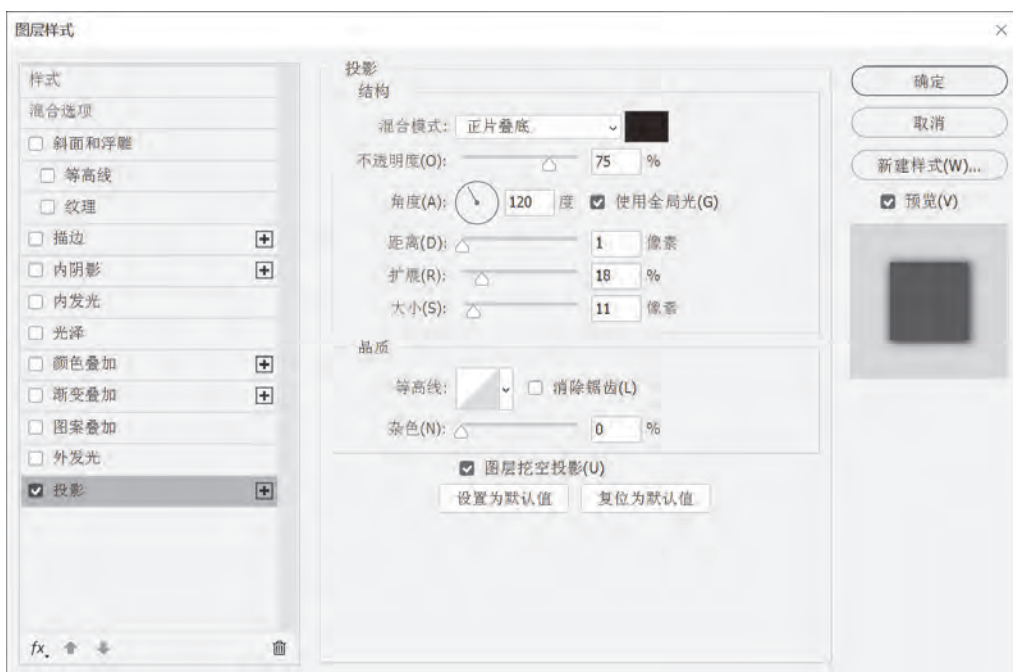 图层样式
样式
混合选项
斜面和浮雕
等高线
纹理
描边
内阴影
内发光
光泽
颜色叠加
渐变叠加
图案叠加
外发光
投影
fx
投影
结构
混合模式: 正片叠底
不透明度(O): 75 %
角度(A): 120 度 使用全局光(G)
距离(D): 1 像素
扩展(R): 18 %
大小(S): 11 像素
品质
等高线: 消除锯齿(L)
杂色(N): 0 %
图层挖空投影(U)
设置为默认值 复位为默认值
确定
取消
新建样式(W)...
预览(V)